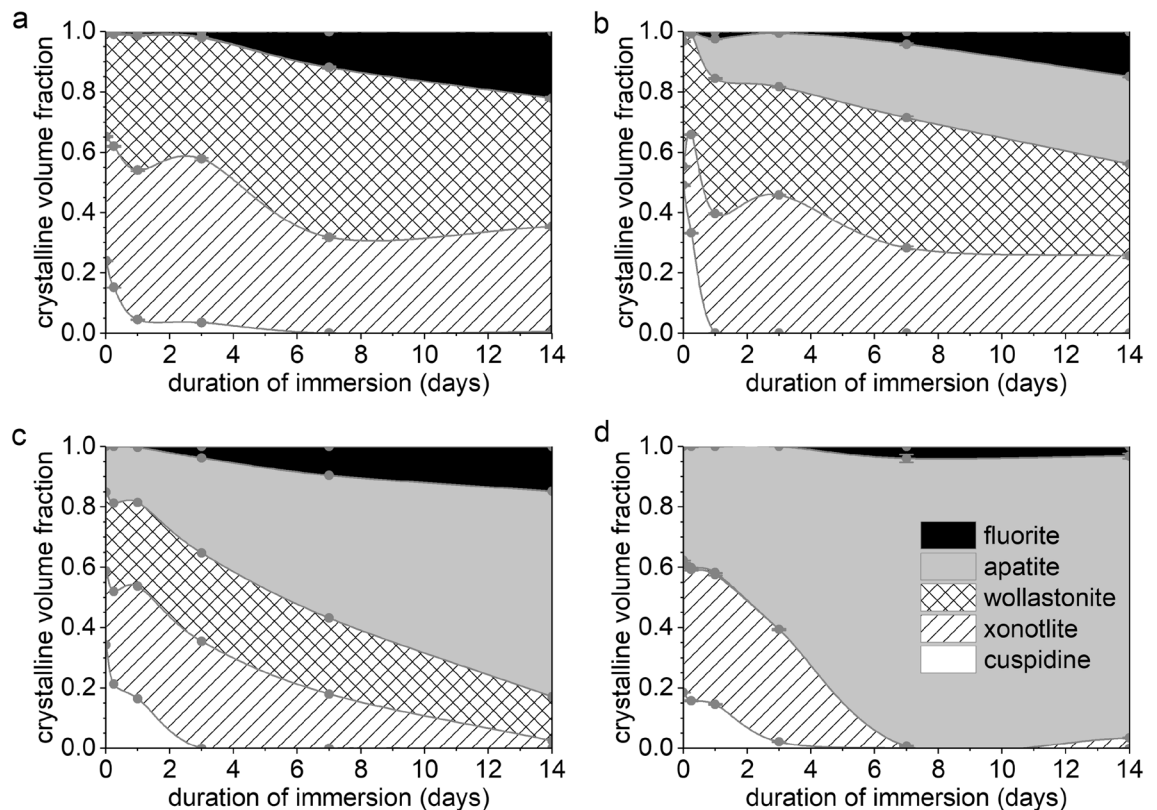 a
1.0
0.8
0.6
0.4
0.2
0.0
crystalline volume fraction
0 2 4 6 8 10 12 14
duration of immersion (days)
b
1.0
0.8
0.6
0.4
0.2
0.0
crystalline volume fraction
0 2 4 6 8 10 12 14
duration of immersion (days)
c
1.0
0.8
0.6
0.4
0.2
0.0
crystalline volume fraction
0 2 4 6 8 10 12 14
duration of immersion (days)
d
1.0
0.8
0.6
0.4
0.2
0.0
crystalline volume fraction
fluorite
apatite
wollastonite
xonotlite
cuspidine
0 2 4 6 8 10 12 14
duration of immersion (days)